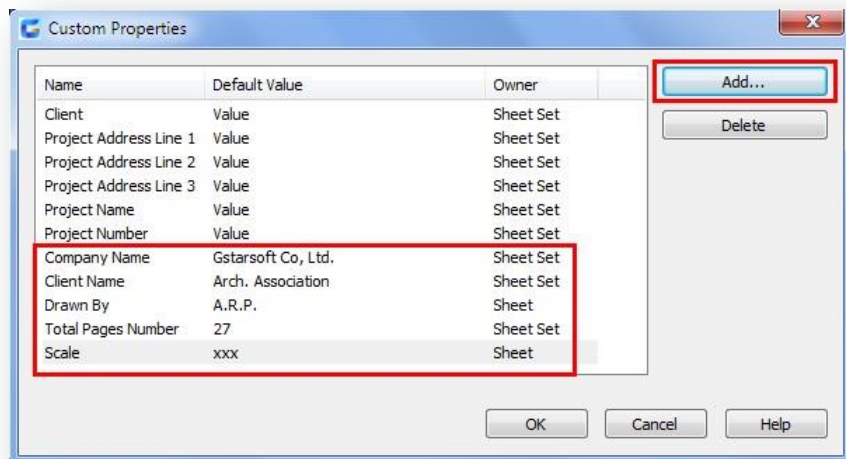 Custom Properties
Name Default Value Owner
Client Value Sheet Set
Project Address Line 1 Value Sheet Set
Project Address Line 2 Value Sheet Set
Project Address Line 3 Value Sheet Set
Project Name Value Sheet Set
Project Number Value Sheet Set
Company Name Gstarsoft Co, Ltd. Sheet Set
Client Name Arch. Association Sheet Set
Drawn By A.R.P. Sheet
Total Pages Number 27 Sheet Set
Scale xxx Sheet
Add...
Delete
OK Cancel Help